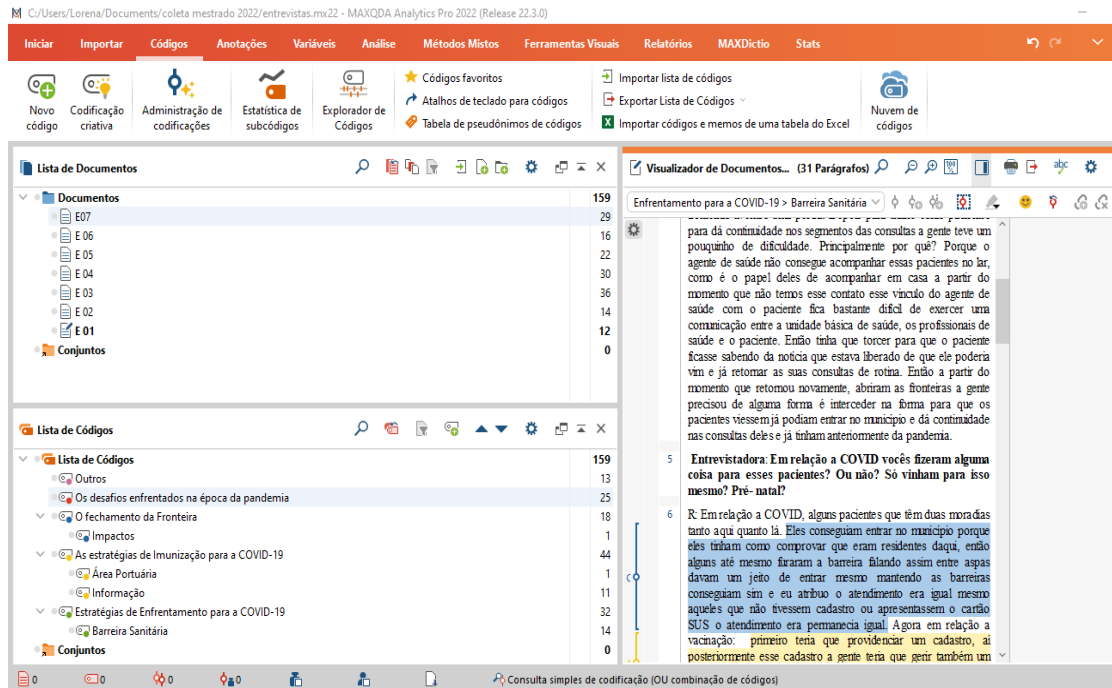 C:/Users/Lorena/Documents/coleta mestrado 2022/entrevistas.mx22 - MAXQDA Analytics Pro 2022 (Release 22.3.0)
Iniciar Importar Códigos Anotações Variáveis Análise Métodos Mistos Ferramentas Visuais Relatórios MAXDictio Stats
Novo código
Codificação criativa
Administração de codificações
Estatística de subcódigos
Explorador de Códigos
Códigos favoritos
Atalhos de teclado para códigos
Tabela de pseudônimos de códigos
Importar lista de códigos
Exportar Lista de Códigos
Importar códigos e memos de uma tabela do Excel
Nuvem de códigos
Lista de Documentos
Documentos 159
E07 29
E 06 16
E 05 22
E 04 30
E 03 36
E 02 14
E 01 12
Conjuntos 0
Lista de Códigos
Lista de Códigos 159
Outros 13
Os desafios enfrentados na época da pandemia 25
O fechamento da Fronteira 18
Impactos 1
As estratégias de Imunização para a COVID-19 44
Área Portuária 1
Informação 11
Estratégias de Enfrentamento para a COVID-19 32
Barreira Sanitária 14
Conjuntos 0
Visualizador de Documentos... (31 Parágrafos)
Enfrentamento para a COVID-19 > Barreira Sanitária
para dá continuidade nos segmentos das consultas a gente teve um
pouquinho de dificuldade. Principalmente por quê? Porque o
agente de saúde não consegue acompanhar essas pacientes no lar,
como é o papel deles de acompanhar em casa a partir do
momento que não temos esse contato esse vínculo do agente de
saúde com o paciente fica bastante difícil de exercer uma
comunicação entre a unidade básica de saúde, os profissionais de
saúde e o paciente. Então tinha que torcer para que o paciente
ficasse sabendo da notícia que estava liberado de que ele poderia
vim e já retornar as suas consultas de rotina. Então a partir do
momento que retornou novamente, abriram as fronteiras a gente
precisou de alguma forma é interceder na forma para que os
pacientes viessem já podiam entrar no município e dá continuidade
nas consultas deles e já tinham anteriormente da pandemia.
5 Entrevistadora: Em relação a COVID vocês fizeram alguma
coisa para esses pacientes? Ou não? Só vinham para isso
mesmo? Pré- natal?
6 R: Em relação a COVID, alguns pacientes que têm duas moradias
tanto aqui quanto lá. Eles conseguiam entrar no município porque
eles tinham como comprovar que eram residentes daqui, então
alguns até mesmo furaram a barreira falando assim entre aspas
davam um jeito de entrar mesmo mantendo as barreiras
conseguiam sim e eu atribuo o atendimento era igual mesmo
aqueles que não tivessem cadastro ou apresentassem o cartão
SUS o atendimento era permanecia igual. Agora em relação a
vacinação: primeiro teria que providenciar um cadastro, aí
posteriormente esse cadastro a gente teria que gerir também um
0 0 0 0 Consulta simples de codificação (OU combinação de códigos)